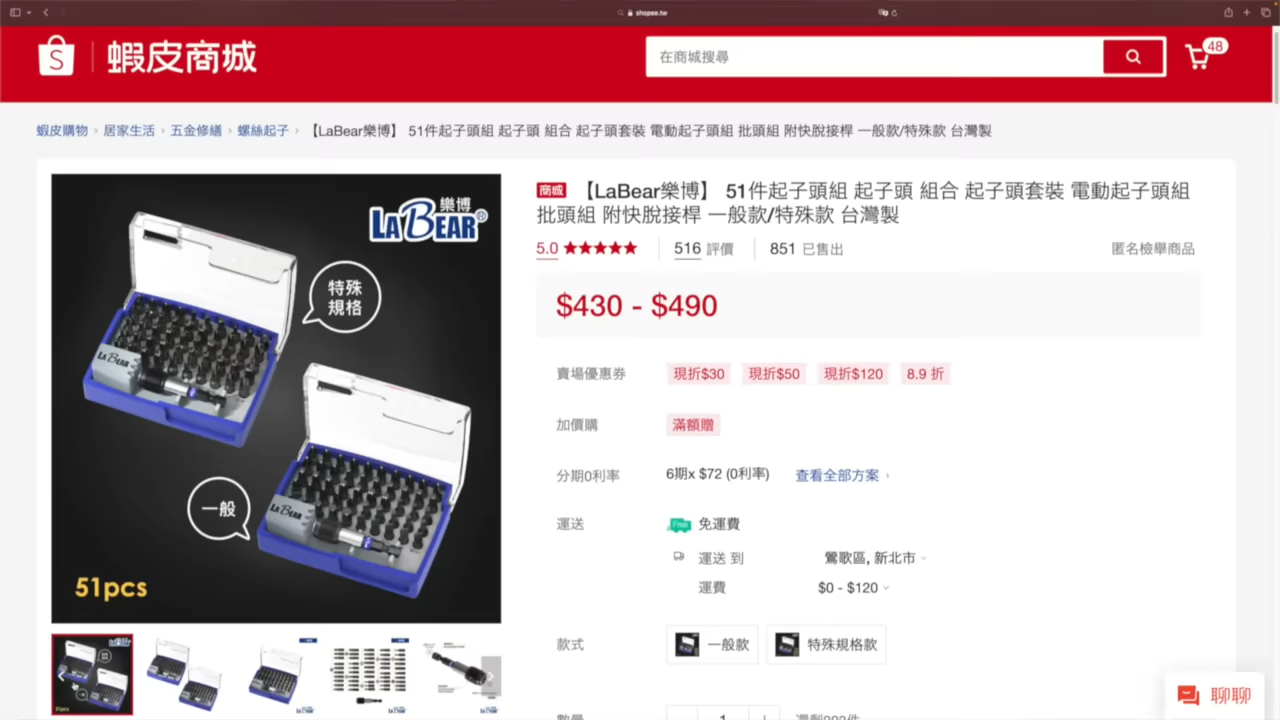 shopee.tw
蝦皮商城
在商城搜尋
48
蝦皮購物 > 居家生活 > 五金修繕 > 螺絲起子 > 【LaBear樂博】 51件起子頭組 起子頭 組合 起子頭套裝 電動起子頭組 批頭組 附快脫接桿 一般款/特殊款 台灣製
樂博
LABEAR®
特殊
規格
LABEAR
一般
LABEAR
51pcs
商城 【LaBear樂博】 51件起子頭組 起子頭 組合 起子頭套裝 電動起子頭組
批頭組 附快脫接桿 一般款/特殊款 台灣製
5.0 ★★★★★ 516 評價 851 已售出 匿名檢舉商品
$430 - $490
賣場優惠券 現折$30 現折$50 現折$120 8.9 折
加價購 滿額贈
分期0利率 6期x $72 (0利率) 查看全部方案 >
運送 Free 免運費
運送 到 鶯歌區, 新北市
運費 $0 - $120
款式 一般款 特殊規格款
數量 1
聊聊